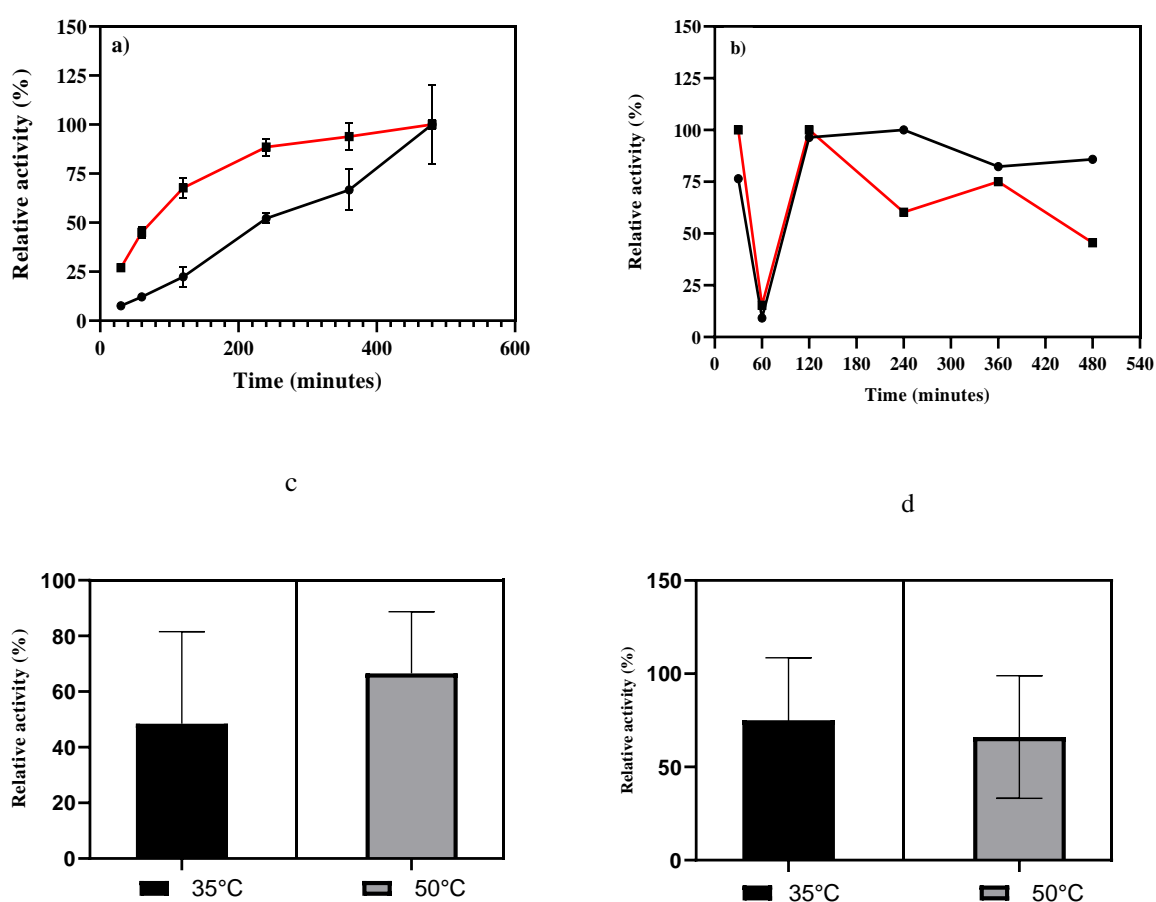 a)
Relative activity (%)
150
125
100
75
50
25
0
0 200 400 600
Time (minutes)
b)
Relative activity (%)
150
125
100
75
50
25
0
0 60 120 180 240 300 360 420 480 540
Time (minutes)
c
d
Relative activity (%)
100
80
60
40
20
0
35°C 50°C
Relative activity (%)
150
100
50
0
35°C 50°C